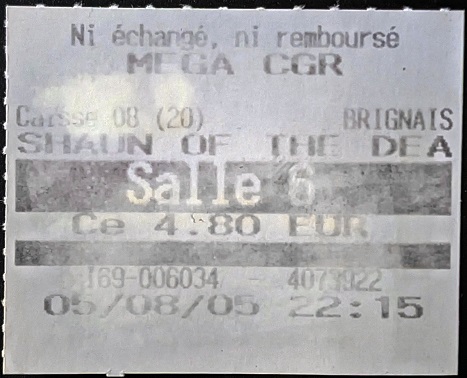 Ni échangé, ni remboursé
MEGA CGR
Caisse 08 (20) BRIGNAIS
SHAUN OF THE DEA
Salle 6
Ce 4.80 EUR
169-006034 - 4073922
05/08/05 22:15